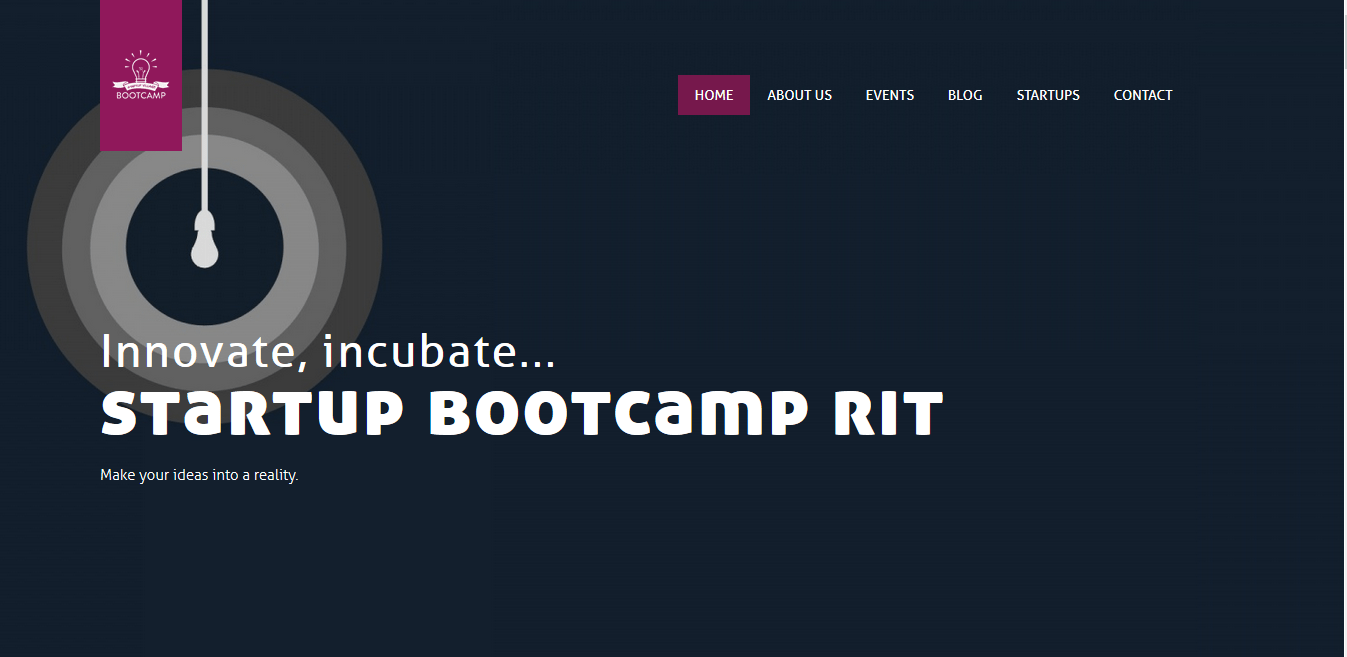 BOOTCAMP
HOME
ABOUT US
EVENTS
BLOG
STARTUPS
CONTACT
Innovate, incubate...
STaRTUP BOOTCamP RIT
Make your ideas into a reality.